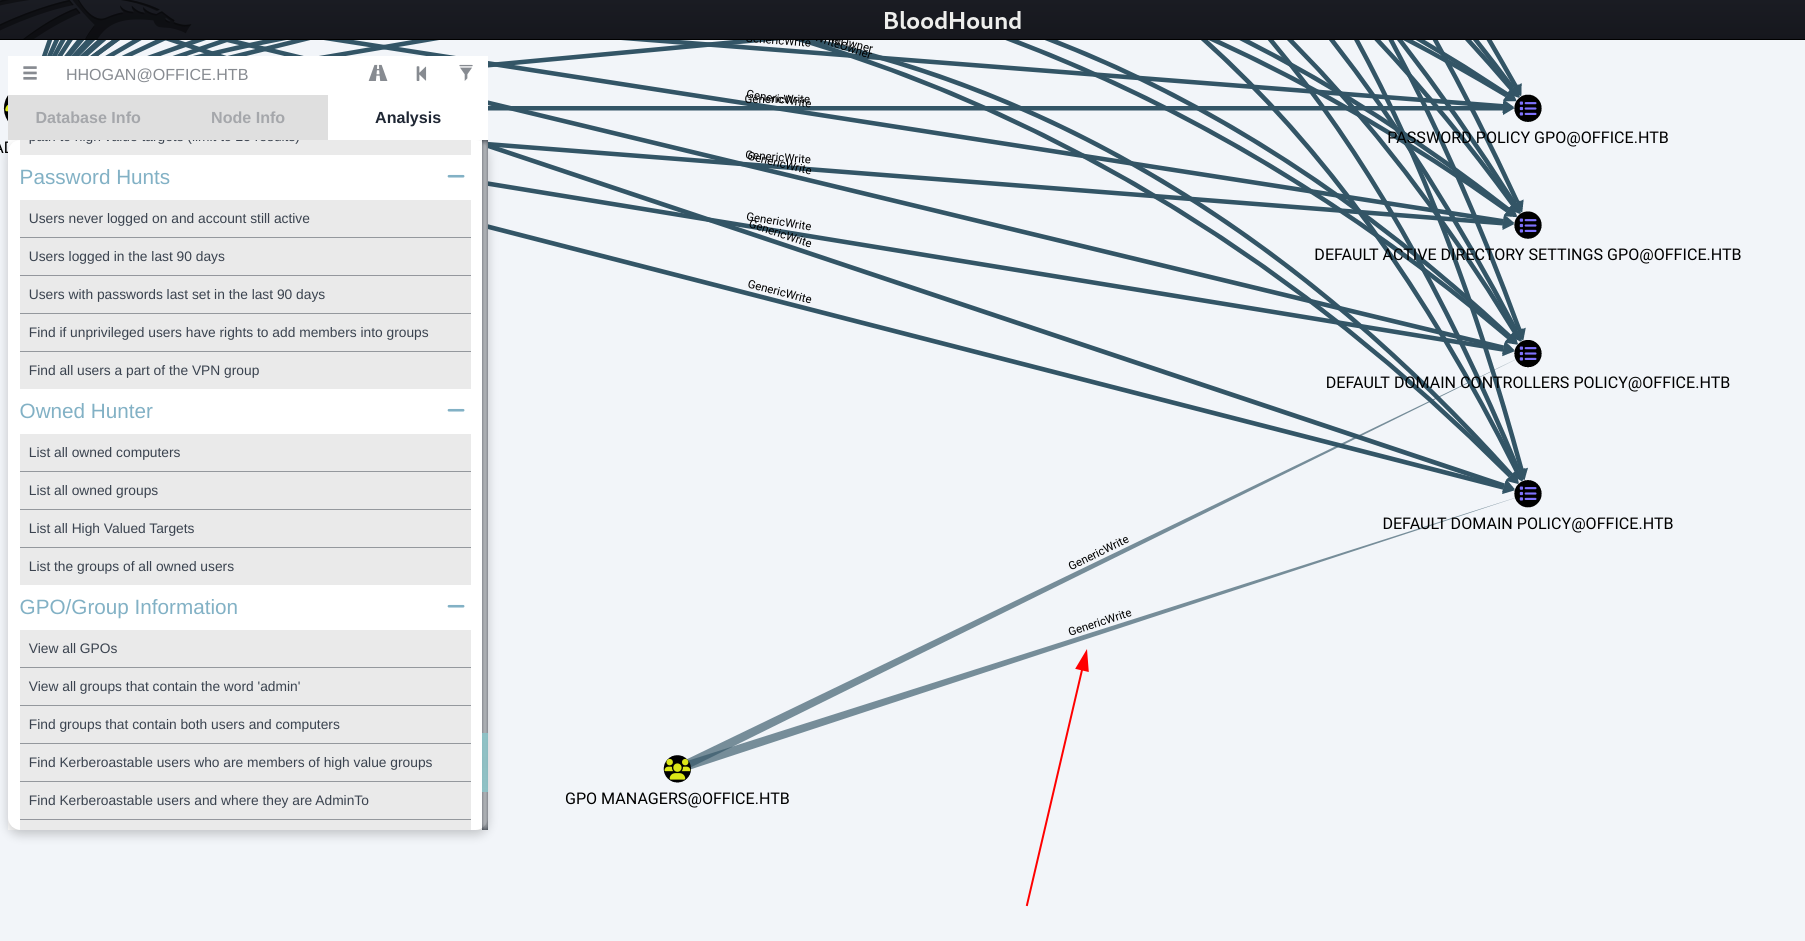 BloodHound
HHOGAN@OFFICE.HTB
Database Info
Node Info
Analysis
Password Hunts
Users never logged on and account still active
Users logged in the last 90 days
Users with passwords last set in the last 90 days
Find if unprivileged users have rights to add members into groups
Find all users a part of the VPN group
Owned Hunter
List all owned computers
List all owned groups
List all High Valued Targets
List the groups of all owned users
GPO/Group Information
View all GPOs
View all groups that contain the word 'admin'
Find groups that contain both users and computers
Find Kerberoastable users who are members of high value groups
Find Kerberoastable users and where they are AdminTo
GenericWrite
GenericWrite
GenericWrite
GenericWrite
GenericWrite
GenericWrite
GenericWrite
GenericWrite
PASSWORD POLICY GPO@OFFICE.HTB
DEFAULT ACTIVE DIRECTORY SETTINGS GPO@OFFICE.HTB
DEFAULT DOMAIN CONTROLLERS POLICY@OFFICE.HTB
DEFAULT DOMAIN POLICY@OFFICE.HTB
GenericWrite
GenericWrite
GPO MANAGERS@OFFICE.HTB